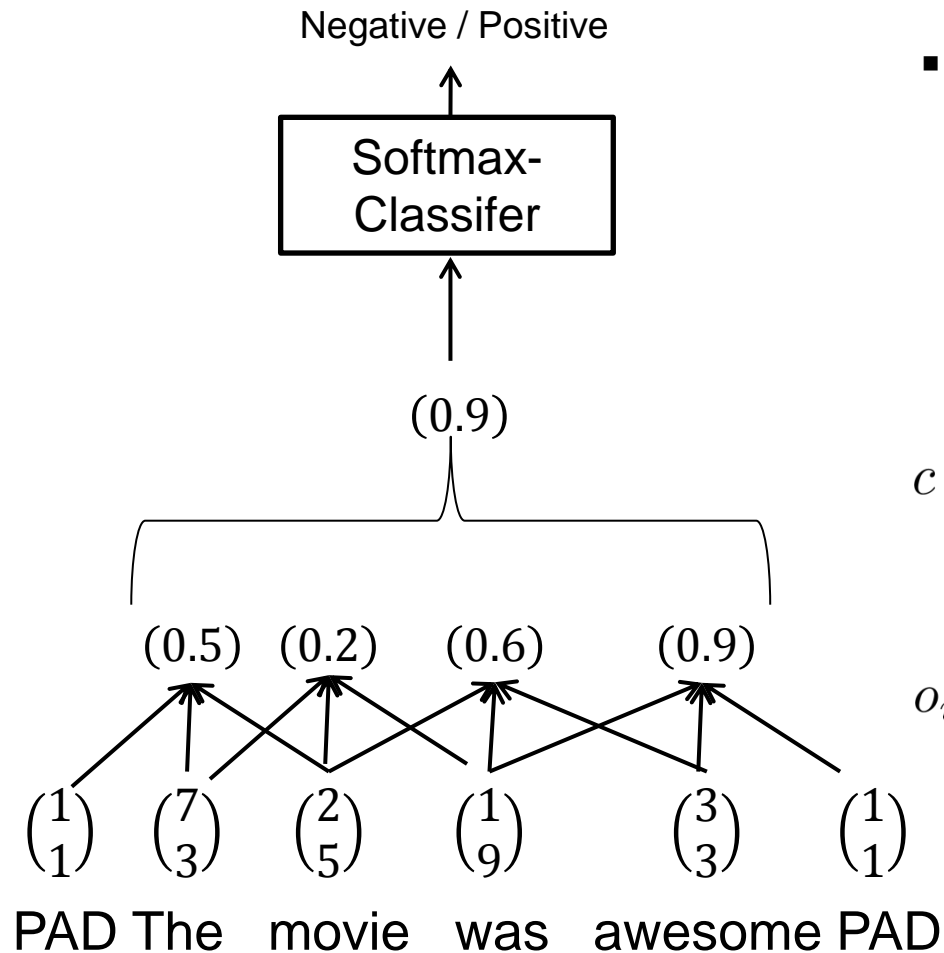 Negative / Positive
▪
Softmax-
Classifer
(0.9)
c
(0.5) (0.2) (0.6) (0.9)
o
(1 1) (7 3) (2 5) (1 9) (3 3) (1 1)
PAD The movie was awesome PAD